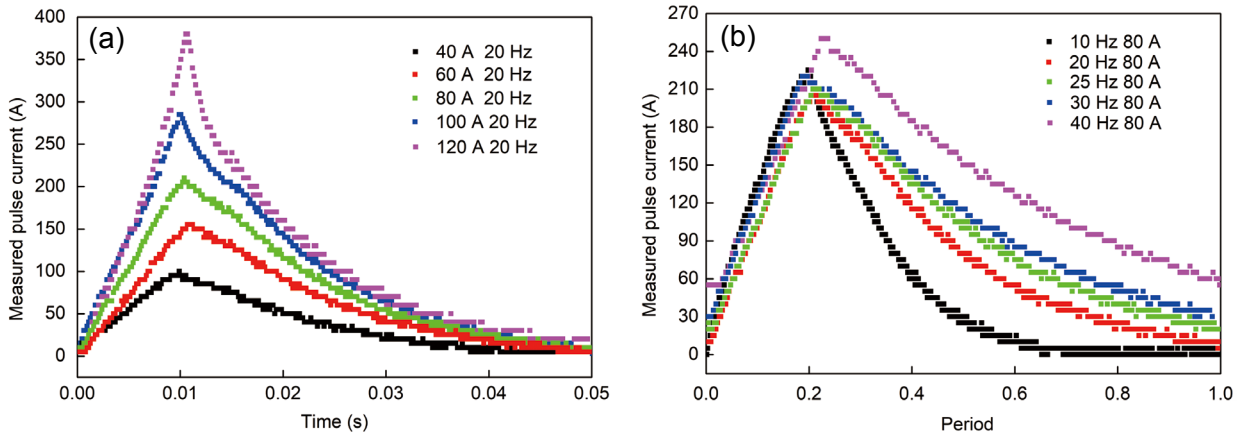 (a)
40 A 20 Hz
60 A 20 Hz
80 A 20 Hz
100 A 20 Hz
120 A 20 Hz
Measured pulse current (A)
400
350
300
250
200
150
100
50
0
0.00 0.01 0.02 0.03 0.04 0.05
Time (s)
(b)
10 Hz 80 A
20 Hz 80 A
25 Hz 80 A
30 Hz 80 A
40 Hz 80 A
Measured pulse current (A)
270
240
210
180
150
120
90
60
30
0
0.0 0.2 0.4 0.6 0.8 1.0
Period